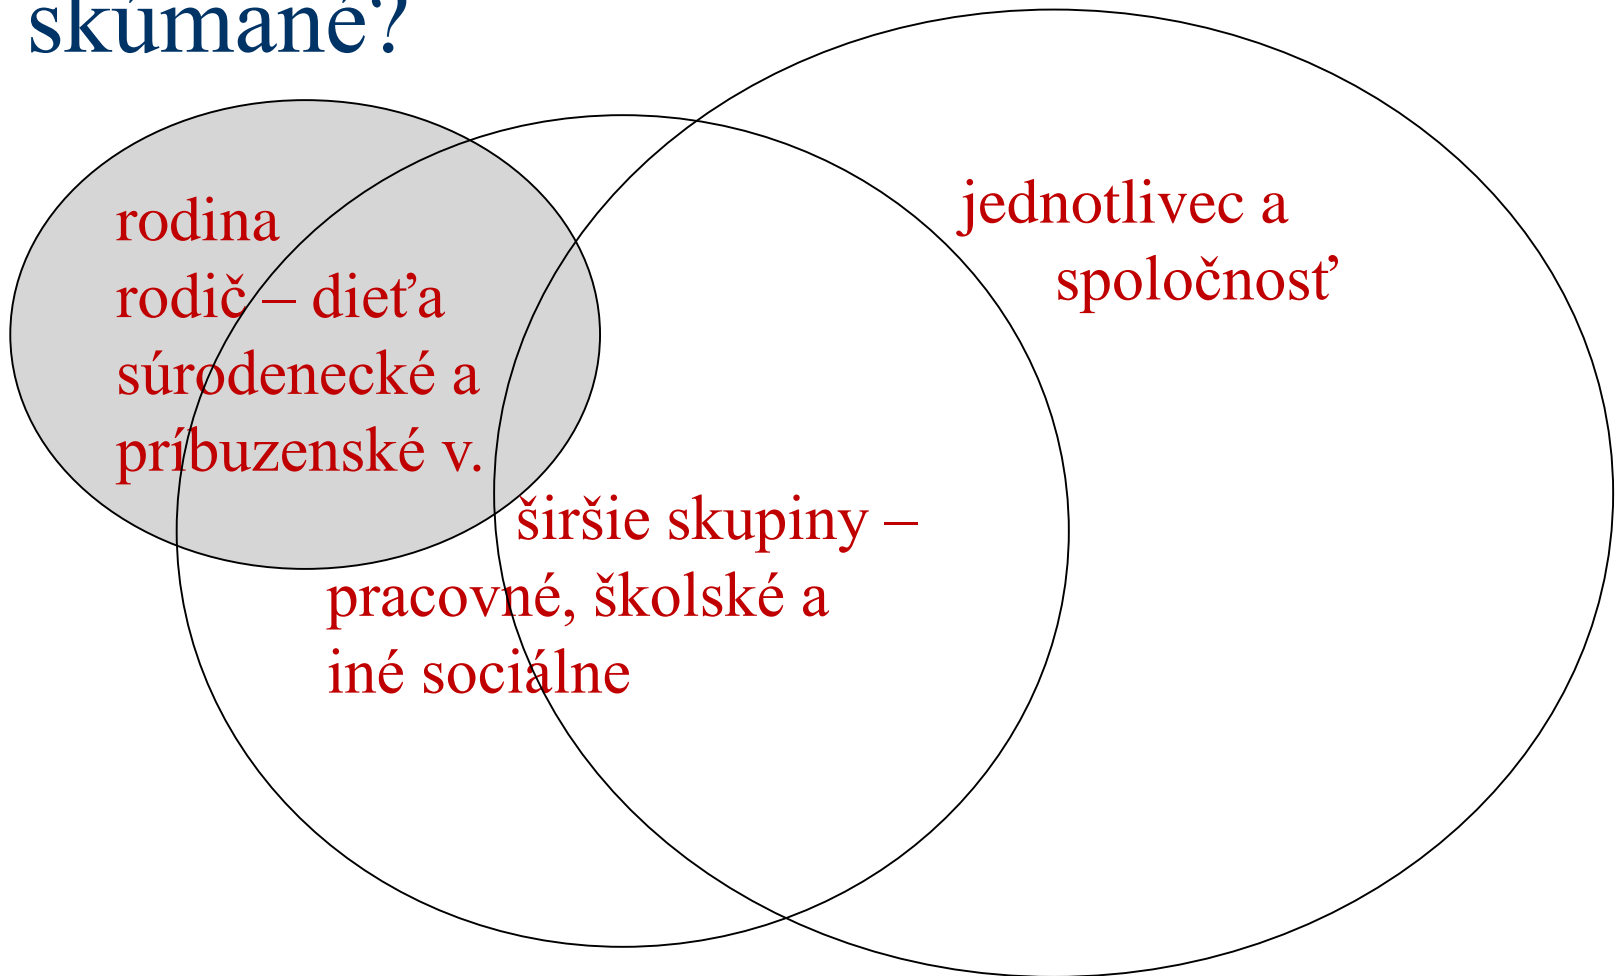 skúmané?
rodina
rodič – dieťa
súrodenecké a
príbuzenské v.
jednotlivec a
spoločnosť
širšie skupiny –
pracovné, školské a
iné sociálne